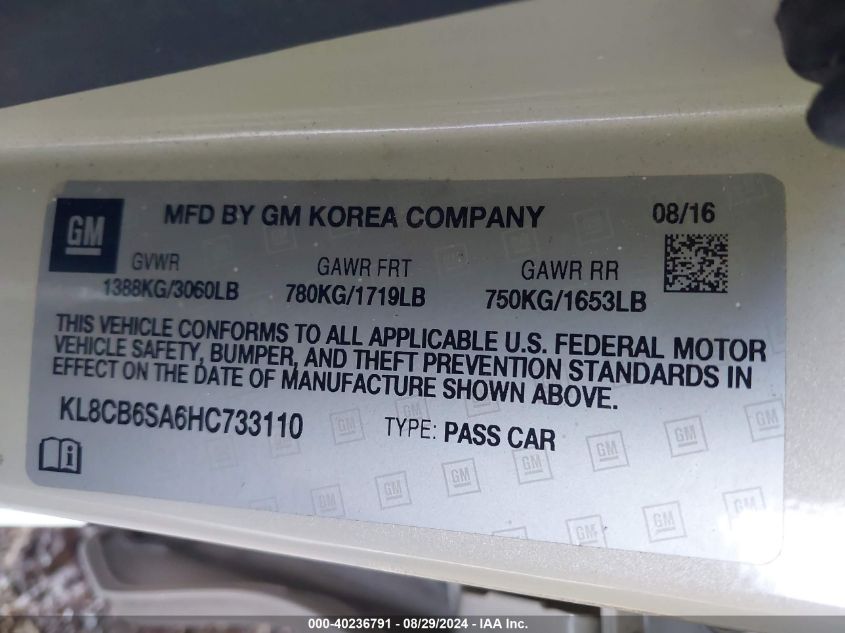 GM
MFD BY GM KOREA COMPANY
08/16
GVWR
1388KG/3060LB
GAWR FRT
780KG/1719LB
GAWR RR
750KG/1653LB
THIS VEHICLE CONFORMS TO ALL APPLICABLE U.S. FEDERAL MOTOR
VEHICLE SAFETY, BUMPER, AND THEFT PREVENTION STANDARDS IN
EFFECT ON THE DATE OF MANUFACTURE SHOWN ABOVE.
KL8CB6SA6HC733110
TYPE: PASS CAR
000-40236791 - 08/29/2024 - IAA Inc.